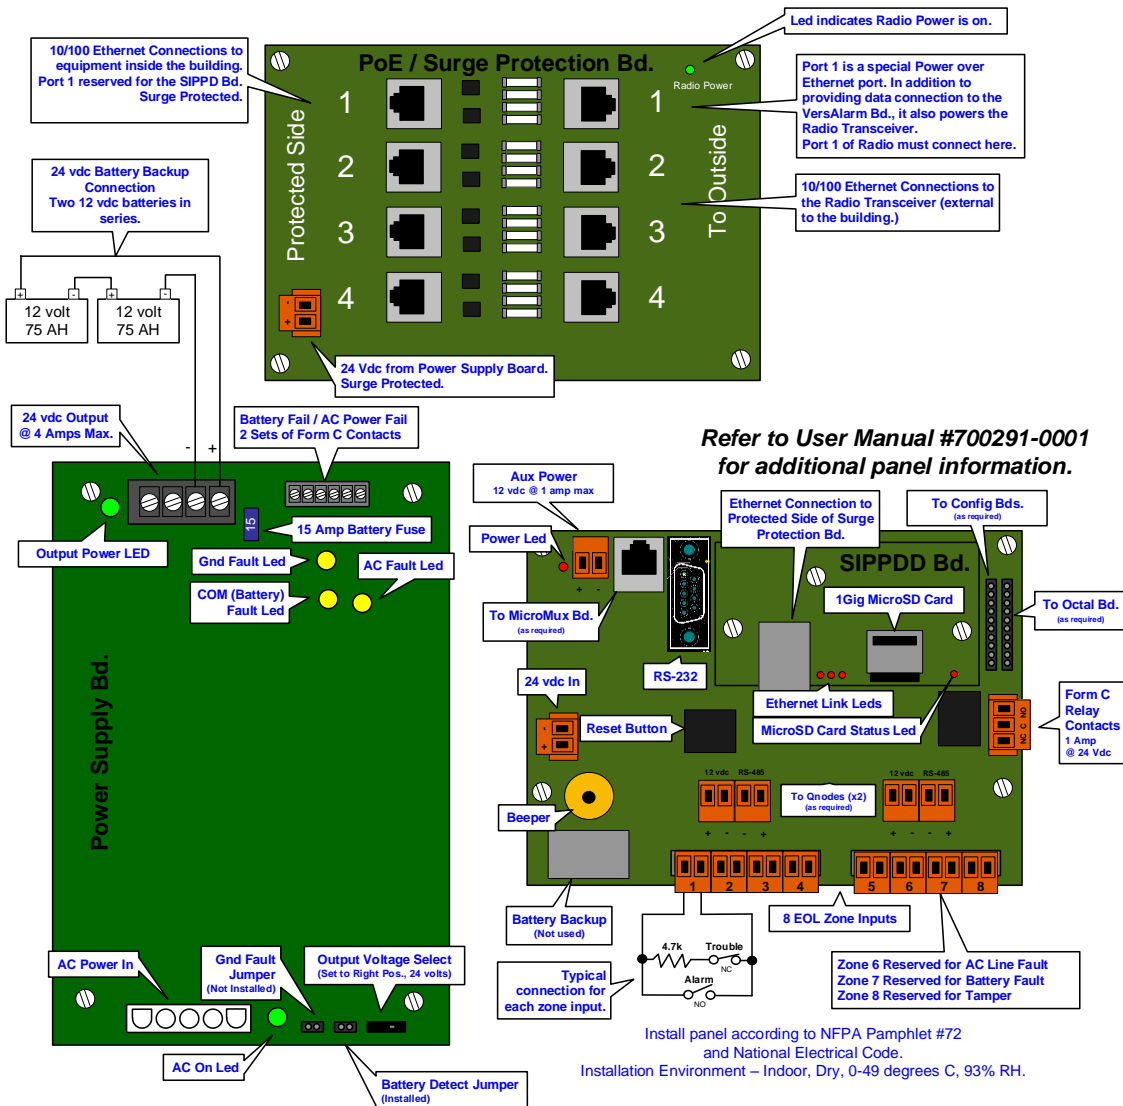 Led indicates Radio Power is on.
10/100 Ethernet Connections to
equipment inside the building.
Port 1 reserved for the SIPPD Bd.
Surge Protected.
PoE / Surge Protection Bd.
Radio Power
Protected Side
To Outside
1
2
3
4
1
2
3
4
-
+
Port 1 is a special Power over
Ethernet port. In addition to
providing data connection to the
VersAlarm Bd., it also powers the
Radio Transceiver.
Port 1 of Radio must connect here.
10/100 Ethernet Connections to
the Radio Transceiver (external
to the building.)
24 vdc Battery Backup
Connection
Two 12 vdc batteries in
series.
+ - + -
12 volt
75 AH
12 volt
75 AH
24 Vdc from Power Supply Board.
Surge Protected.
24 vdc Output
@ 4 Amps Max.
- +
Battery Fail / AC Power Fail
2 Sets of Form C Contacts
15
15 Amp Battery Fuse
Output Power LED
Gnd Fault Led
AC Fault Led
COM (Battery)
Fault Led
Power Supply Bd.
AC Power In
Gnd Fault
Jumper
(Not Installed)
Output Voltage Select
(Set to Right Pos., 24 volts)
AC On Led
Battery Detect Jumper
(Installed)
Refer to User Manual #700291-0001
for additional panel information.
Aux Power
12 vdc @ 1 amp max
Power Led
+ -
Ethernet Connection to
Protected Side of Surge
Protection Bd.
To Config Bds.
(as required)
SIPPDD Bd.
1Gig MicroSD Card
To MicroMux Bd.
(as required)
To Octal Bd.
(as required)
RS-232
24 vdc In
-
+
Ethernet Link Leds
Reset Button
MicroSD Card Status Led
NC C NO
Form C
Relay
Contacts
1 Amp
@ 24 Vdc
12 vdc RS-485
+ - - +
To Qnodes (x2)
(as required)
12 vdc RS-485
+ - - +
Beeper
1 2 3 4
5 6 7 8
Battery Backup
(Not used)
8 EOL Zone Inputs
4.7k
Trouble
NC
Alarm
NO
Typical
connection for
each zone input.
Zone 6 Reserved for AC Line Fault
Zone 7 Reserved for Battery Fault
Zone 8 Reserved for Tamper
Install panel according to NFPA Pamphlet #72
and National Electrical Code.
Installation Environment – Indoor, Dry, 0-49 degrees C, 93% RH.